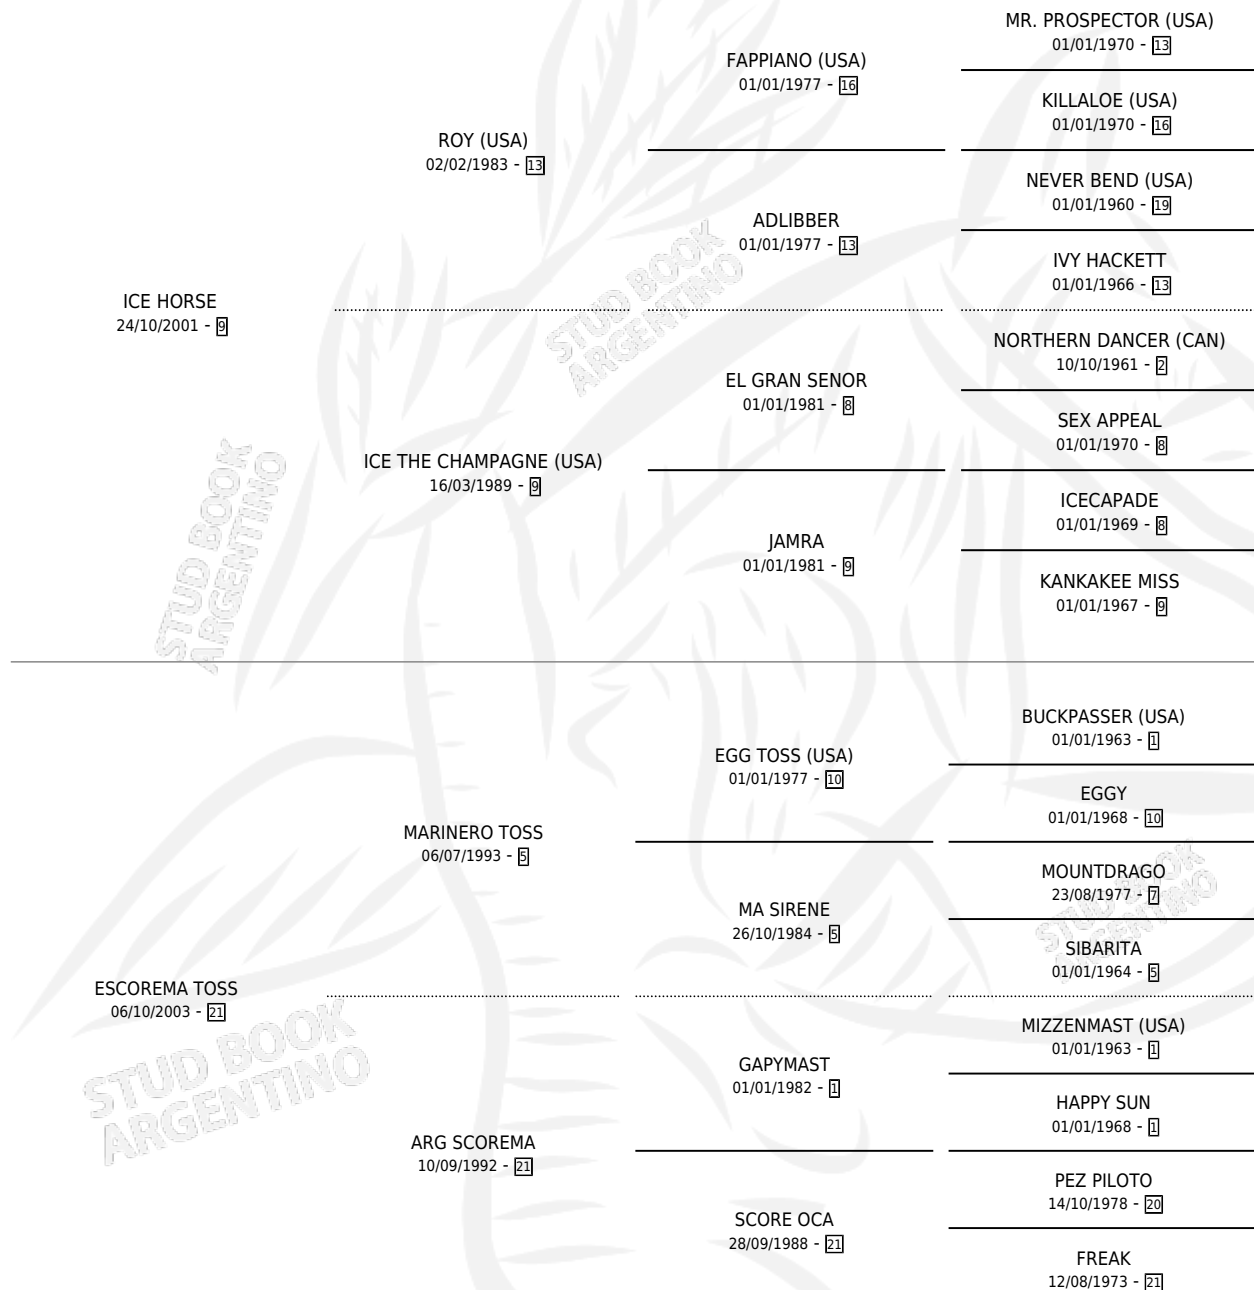 MR. PROSPECTOR (USA)
01/01/1970 - 13
FAPPIANO (USA)
01/01/1977 - 16
KILLALOE (USA)
01/01/1970 - 16
ROY (USA)
02/02/1983 - 13
NEVER BEND (USA)
01/01/1960 - 19
ADLIBBER
01/01/1977 - 13
IVY HACKETT
01/01/1966 - 13
ICE HORSE
24/10/2001 - 9
NORTHERN DANCER (CAN)
10/10/1961 - 2
EL GRAN SENOR
01/01/1981 - 8
SEX APPEAL
01/01/1970 - 8
ICE THE CHAMPAGNE (USA)
16/03/1989 - 9
ICECAPADE
01/01/1969 - 8
JAMRA
01/01/1981 - 9
KANKAKEE MISS
01/01/1967 - 9
BUCKPASSER (USA)
01/01/1963 - 1
EGG TOSS (USA)
01/01/1977 - 10
EGGY
01/01/1968 - 10
MARINERO TOSS
06/07/1993 - 5
MOUNTDRAGO
23/08/1977 - 7
MA SIRENE
26/10/1984 - 5
SIBARITA
01/01/1964 - 5
ESCOREMA TOSS
06/10/2003 - 21
MIZZENMAST (USA)
01/01/1963 - 1
GAPYMAST
01/01/1982 - 1
HAPPY SUN
01/01/1968 - 1
ARG SCOREMA
10/09/1992 - 21
PEZ PILOTO
14/10/1978 - 20
SCORE OCA
28/09/1988 - 21
FREAK
12/08/1973 - 21
STUD BOOK
ARGENTINO
STUD BOOK
ARGENTINO
STUD BOOK
ARGENTINO
STUD BOOK
ARGENTINO